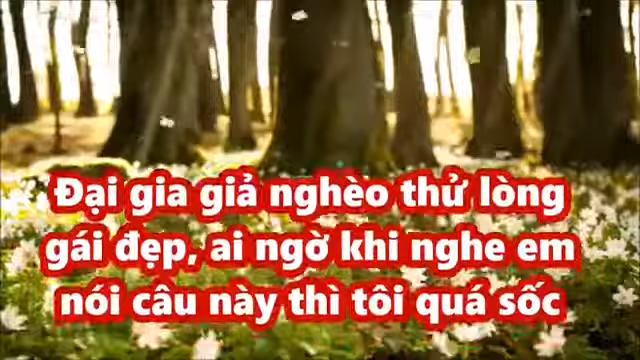 Đại gia giả nghèo thử lòng
gái đẹp, ai ngờ khi nghe em
nói câu này thì tôi quá sốc